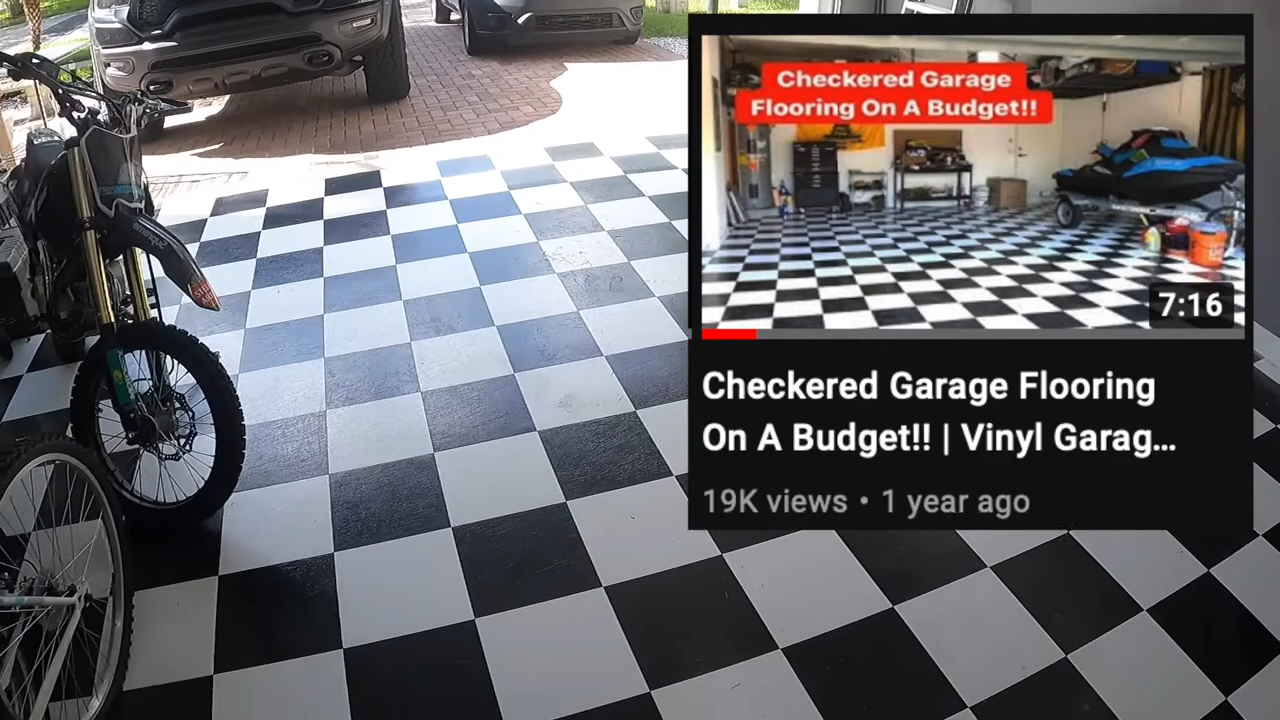 Checkered Garage
Flooring On A Budget!!
7:16
Checkered Garage Flooring
On A Budget!! | Vinyl Garag…
19K views • 1 year ago